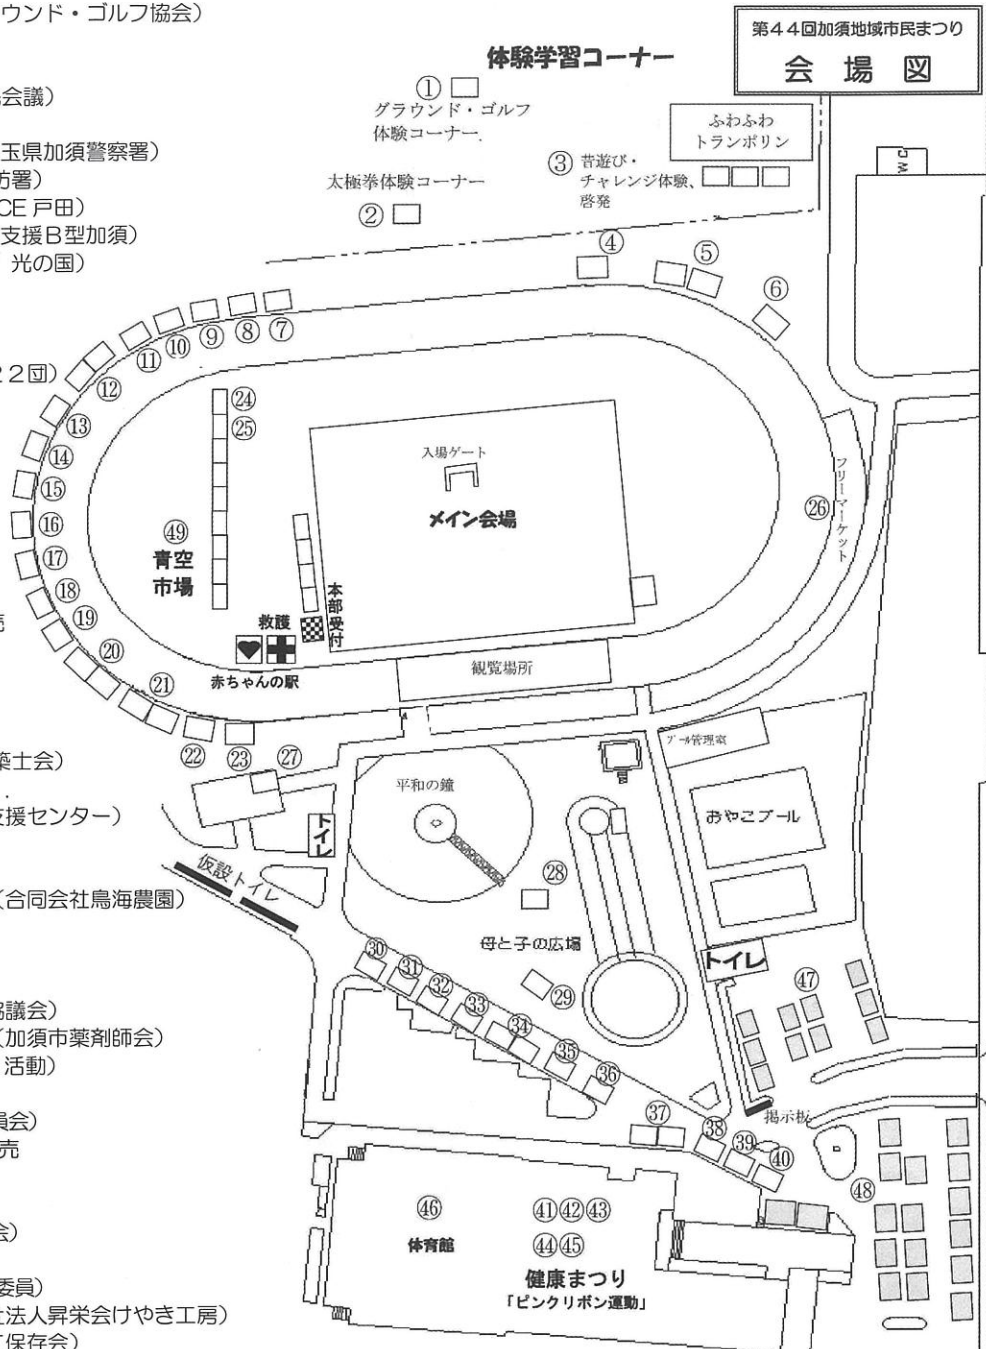 ウンド・ゴルフ協会）
会議）
玉県加須警察署）
防署）
CE 戸田）
支援Ｂ型加須）
光の国）
２２団）
築士会）
支援センター）
（合同会社鳥海農園）
協議会）
（加須市薬剤師会）
活動）
員会）
売
会）
委員）
法人昇栄会けやき工房）
保存会）
第４４回加須地域市民まつり
会場図
体験学習コーナー
①
グラウンド・ゴルフ
体験コーナー.
ふわふわ
トランポリン
WC
③ 昔遊び・
チャレンジ体験、
啓発
太極拳体験コーナー
②
④
⑤
⑥
⑦
⑧
⑨
⑩
⑪
⑫
⑬
⑭
⑮
⑯
⑰
⑱
⑲
⑳
㉑
㉒
㉓
㉔
㉕
入場ゲート
メイン会場
㉖
フリーマーケット
㊾
青空
市場
本部受付
救護
赤ちゃんの駅
観覧場所
㉗
トイレ
仮設トイレ
平和の鐘
プール管理室
おやこプール
㉘
母と子の広場
㉙
トイレ
㊼
㉚
㉛
㉜
㉝
㉞
㉟
㊱
㊲
㊳
㊴
㊵
掲示板
㊽
㊻
体育館
㊶㊷㊸
㊹㊺
健康まつり
「ピンクリボン運動」